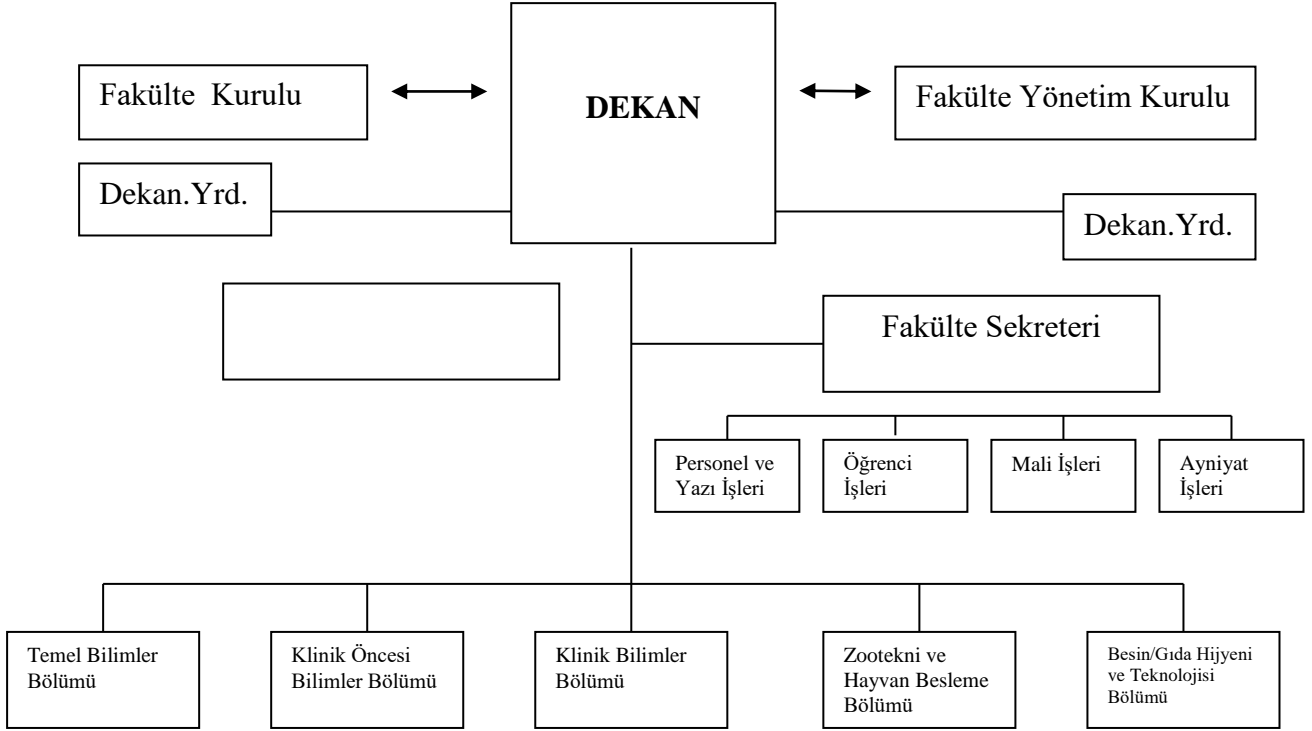 Fakülte Kurulu
DEKAN
Fakülte Yönetim Kurulu
Dekan.Yrd.
Dekan.Yrd.
Fakülte Sekreteri
Personel ve
Yazı İşleri
Öğrenci
İşleri
Mali İşleri
Ayniyat
İşleri
Temel Bilimler
Bölümü
Klinik Öncesi
Bilimler Bölümü
Klinik Bilimler
Bölümü
Zootekni ve
Hayvan Besleme
Bölümü
Besin/Gıda Hijyeni
ve Teknolojisi
Bölümü